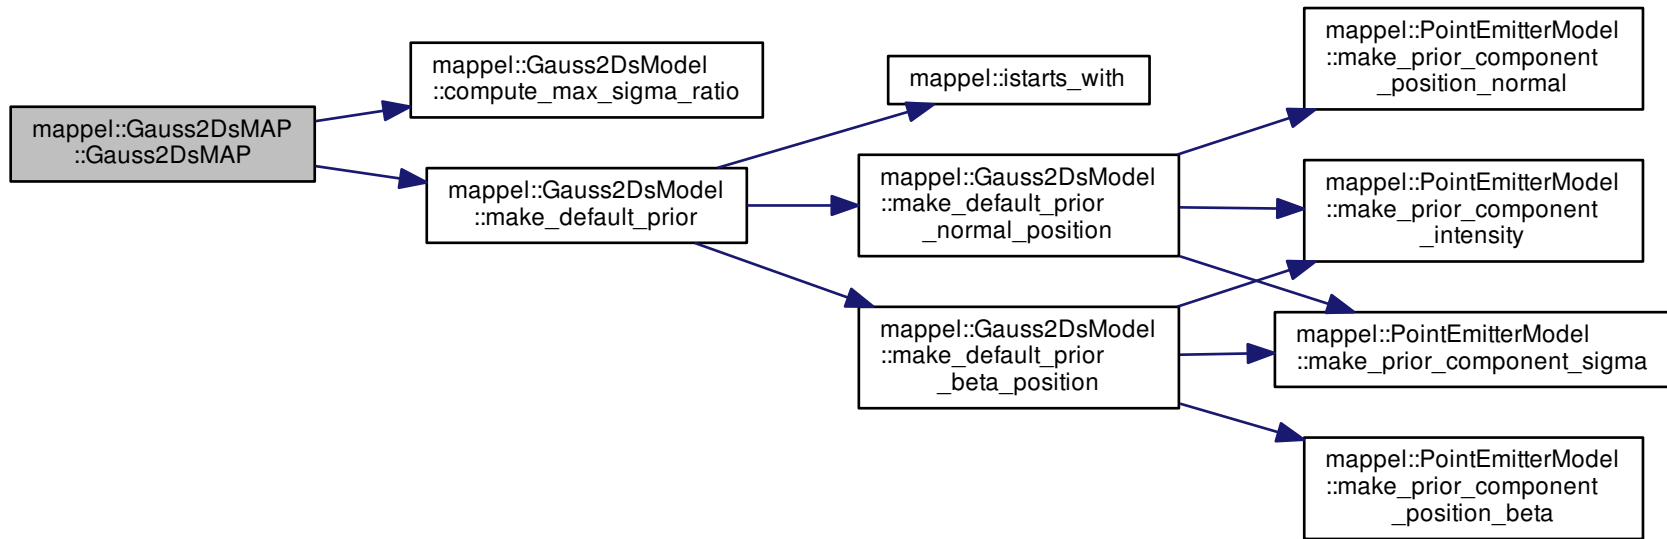 mappel::Gauss2DsMAP
::Gauss2DsMAP
mappel::Gauss2DsModel
::compute_max_sigma_ratio
mappel::Gauss2DsModel
::make_default_prior
mappel::istarts_with
mappel::Gauss2DsModel
::make_default_prior
_normal_position
mappel::Gauss2DsModel
::make_default_prior
_beta_position
mappel::PointEmitterModel
::make_prior_component
_position_normal
mappel::PointEmitterModel
::make_prior_component
_intensity
mappel::PointEmitterModel
::make_prior_component_sigma
mappel::PointEmitterModel
::make_prior_component
_position_beta